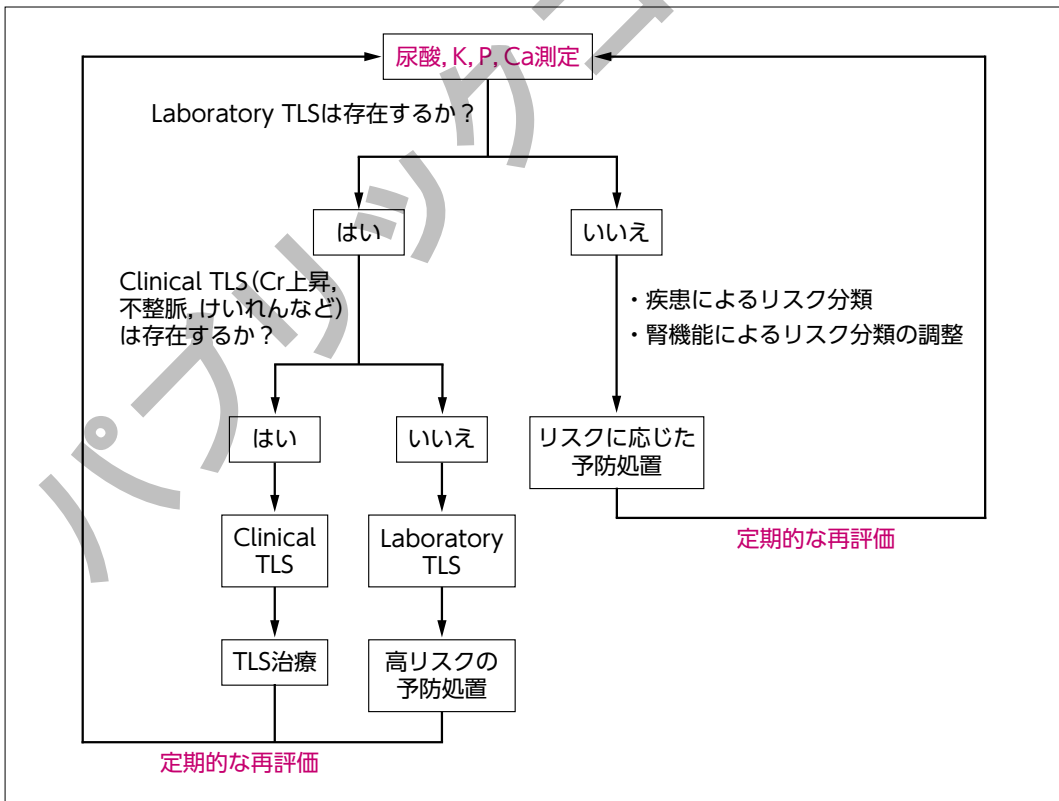 尿酸, K, P, Ca測定
Laboratory TLSは存在するか？
はい
いいえ
Clinical TLS（Cr上昇,
不整脈, けいれんなど）
は存在するか？
・疾患によるリスク分類
・腎機能によるリスク分類の調整
はい
いいえ
リスクに応じた
予防処置
Clinical
TLS
Laboratory
TLS
定期的な再評価
TLS治療
高リスクの
予防処置
定期的な再評価
パブリックコ